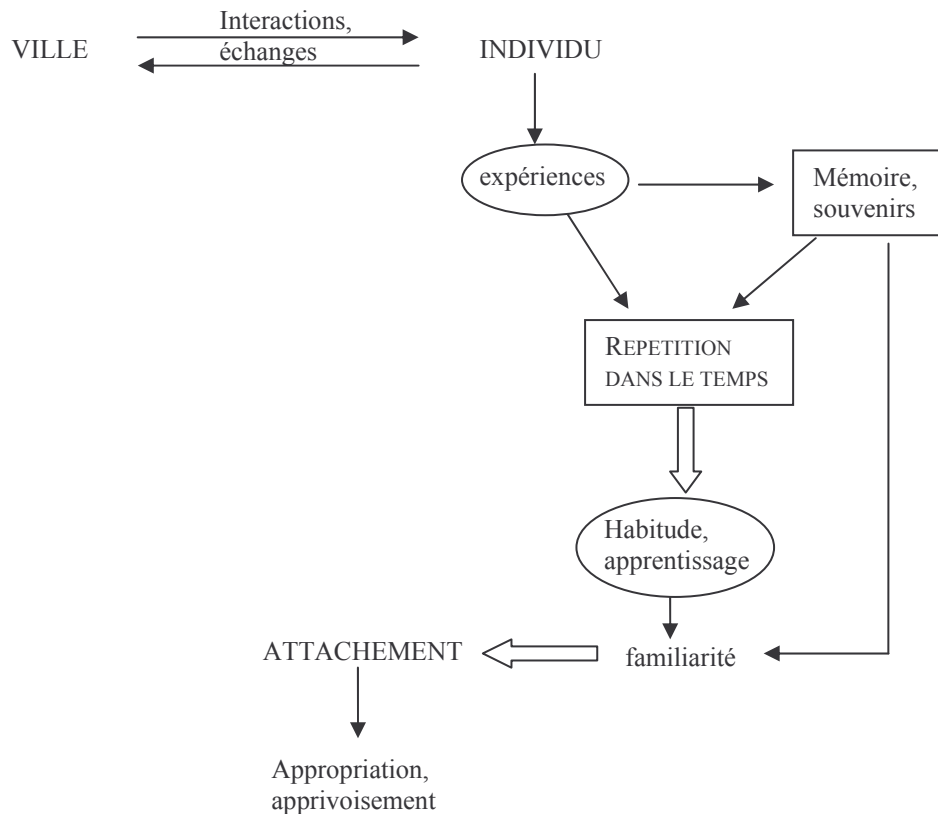 Interactions,
VILLE
échanges
INDIVIDU
expériences
Mémoire,
souvenirs
REPETITION
DANS LE TEMPS
Habitude,
apprentissage
ATTACHEMENT
familiarité
Appropriation,
apprivoisement